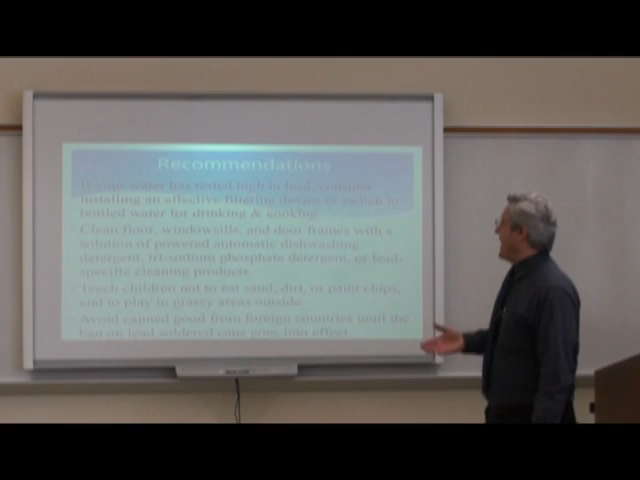 Recommendations
If your water has tested high in lead, consider
installing an effective filtering device or switch to
bottled water for drinking & cooking
Clean floor, windowsills, and door frames with a
solution of powered automatic dishwashing
detergent, tri-sodium phosphate detergent, or lead-
specific cleaning products.
Teach children not to eat sand, dirt, or paint chips,
and to play in grassy areas outside.
Avoid canned good from foreign countries until the
ban on lead soldered cans goes into effect